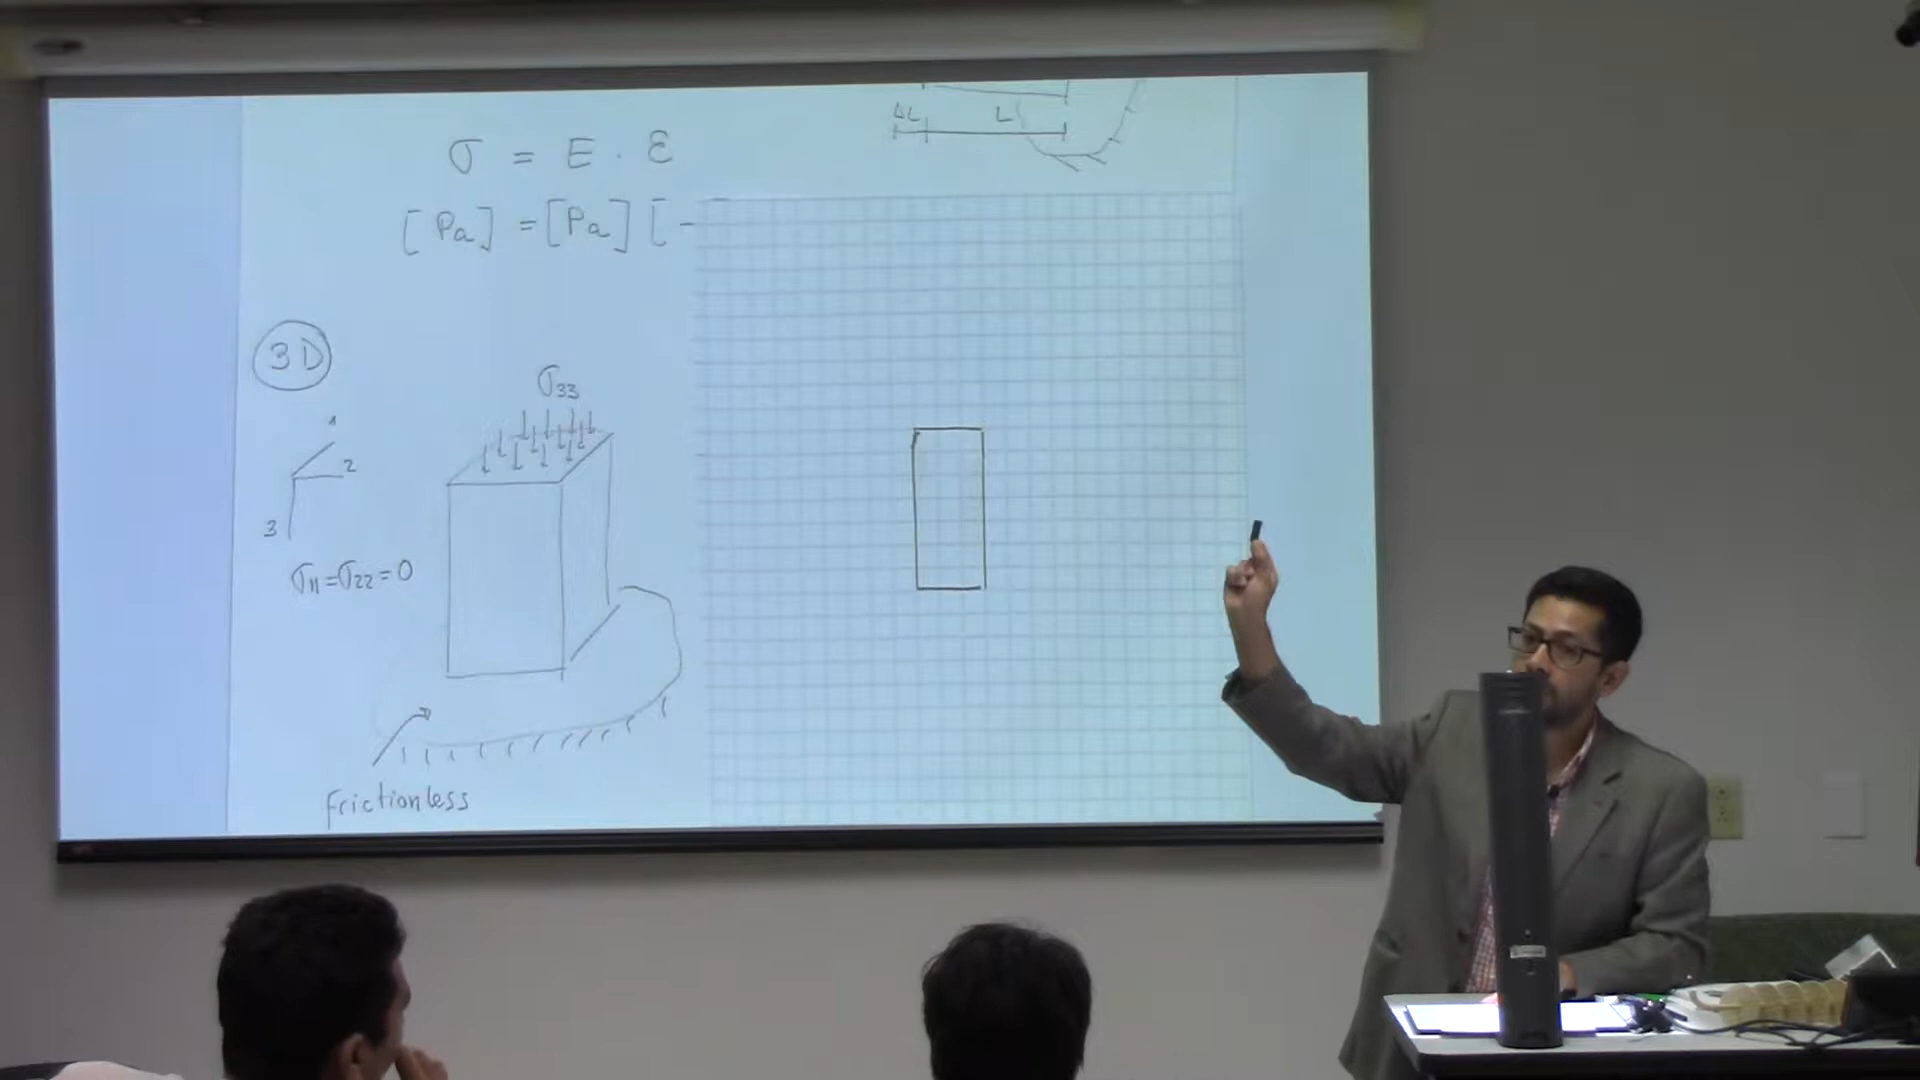 ΔL L
σ = E · ε
[Pa] = [Pa] [-
3D
σ33
1
2
3
σ11=σ22=0
frictionless